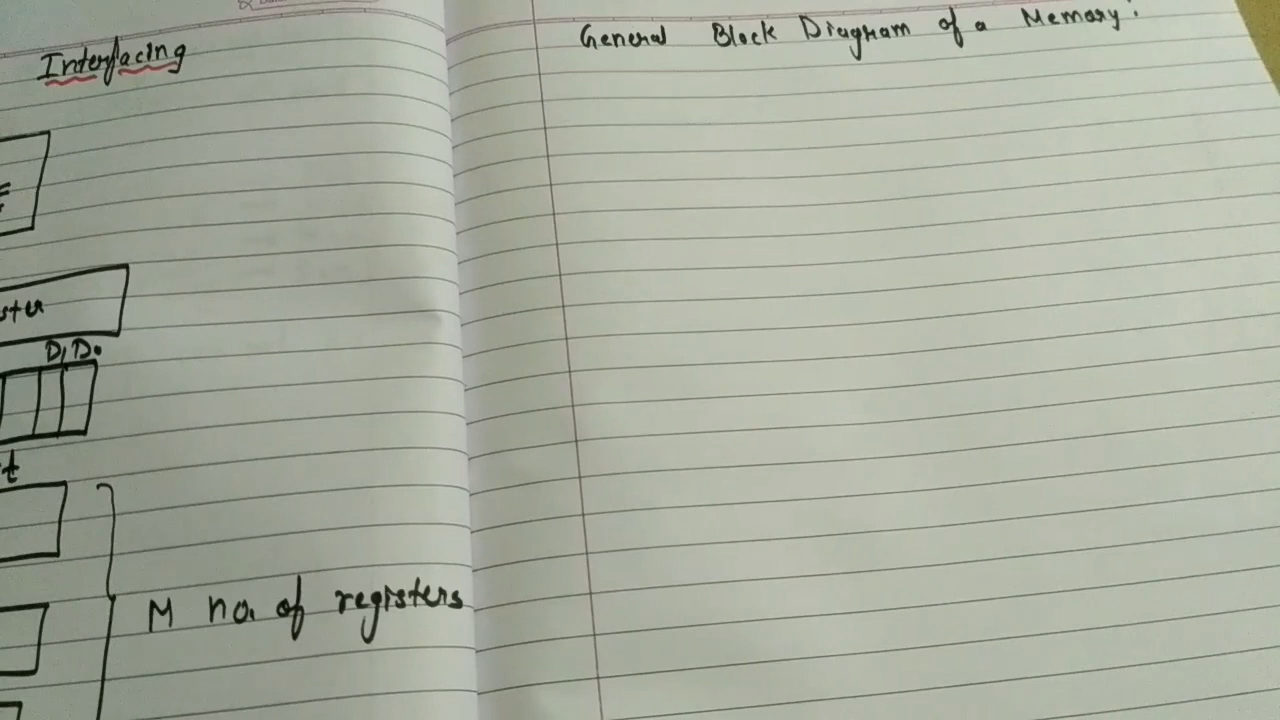 Interfacing
ster
D₁ D₀
t
M no. of registers
General Block Diagram of a Memory.